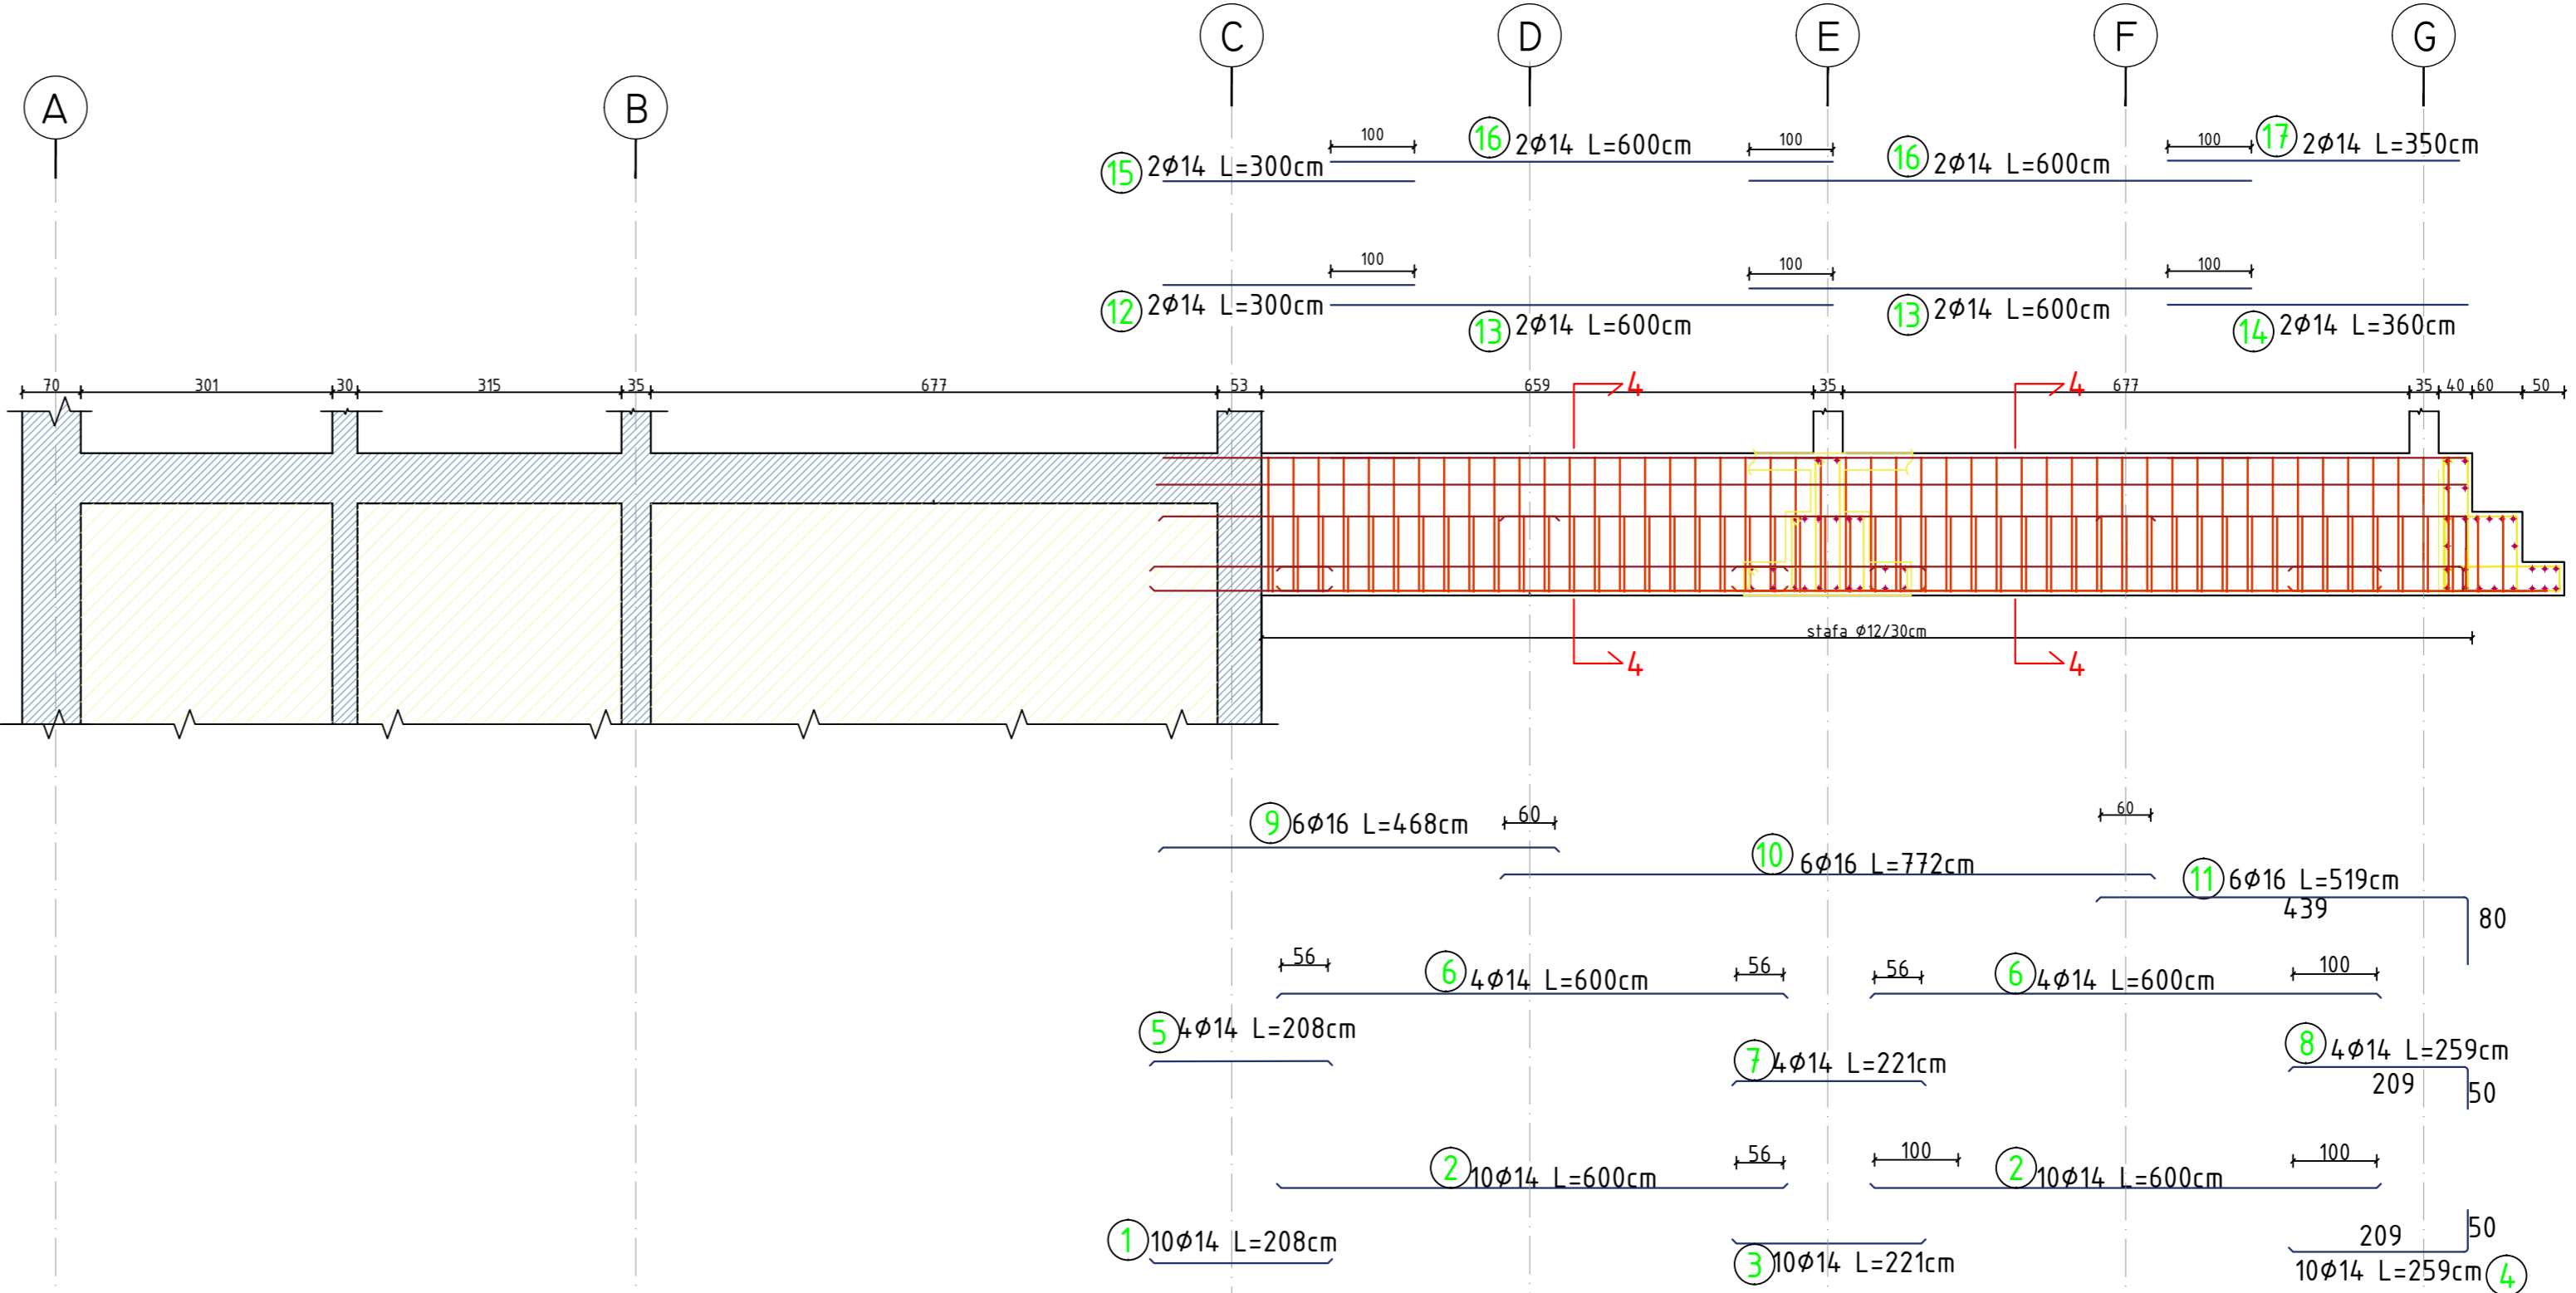 C D E F G
A B
15 2Φ14 L=300cm
100
16 2Φ14 L=600cm
100
16 2Φ14 L=600cm
100
17 2Φ14 L=350cm
100
100
100
12 2Φ14 L=300cm
13 2Φ14 L=600cm
13 2Φ14 L=600cm
14 2Φ14 L=360cm
70 301 30 315 35 677 53 659 35 677 35 40 60 50
4 4
stafa Φ12/30cm
4 4
9 6Φ16 L=468cm
60
60
10 6Φ16 L=772cm
11 6Φ16 L=519cm
439
80
56
6 4Φ14 L=600cm
56
56
6 4Φ14 L=600cm
100
5 4Φ14 L=208cm
7 4Φ14 L=221cm
8 4Φ14 L=259cm
209
50
2 10Φ14 L=600cm
56
100
2 10Φ14 L=600cm
100
1 10Φ14 L=208cm
3 10Φ14 L=221cm
209
50
10Φ14 L=259cm 4